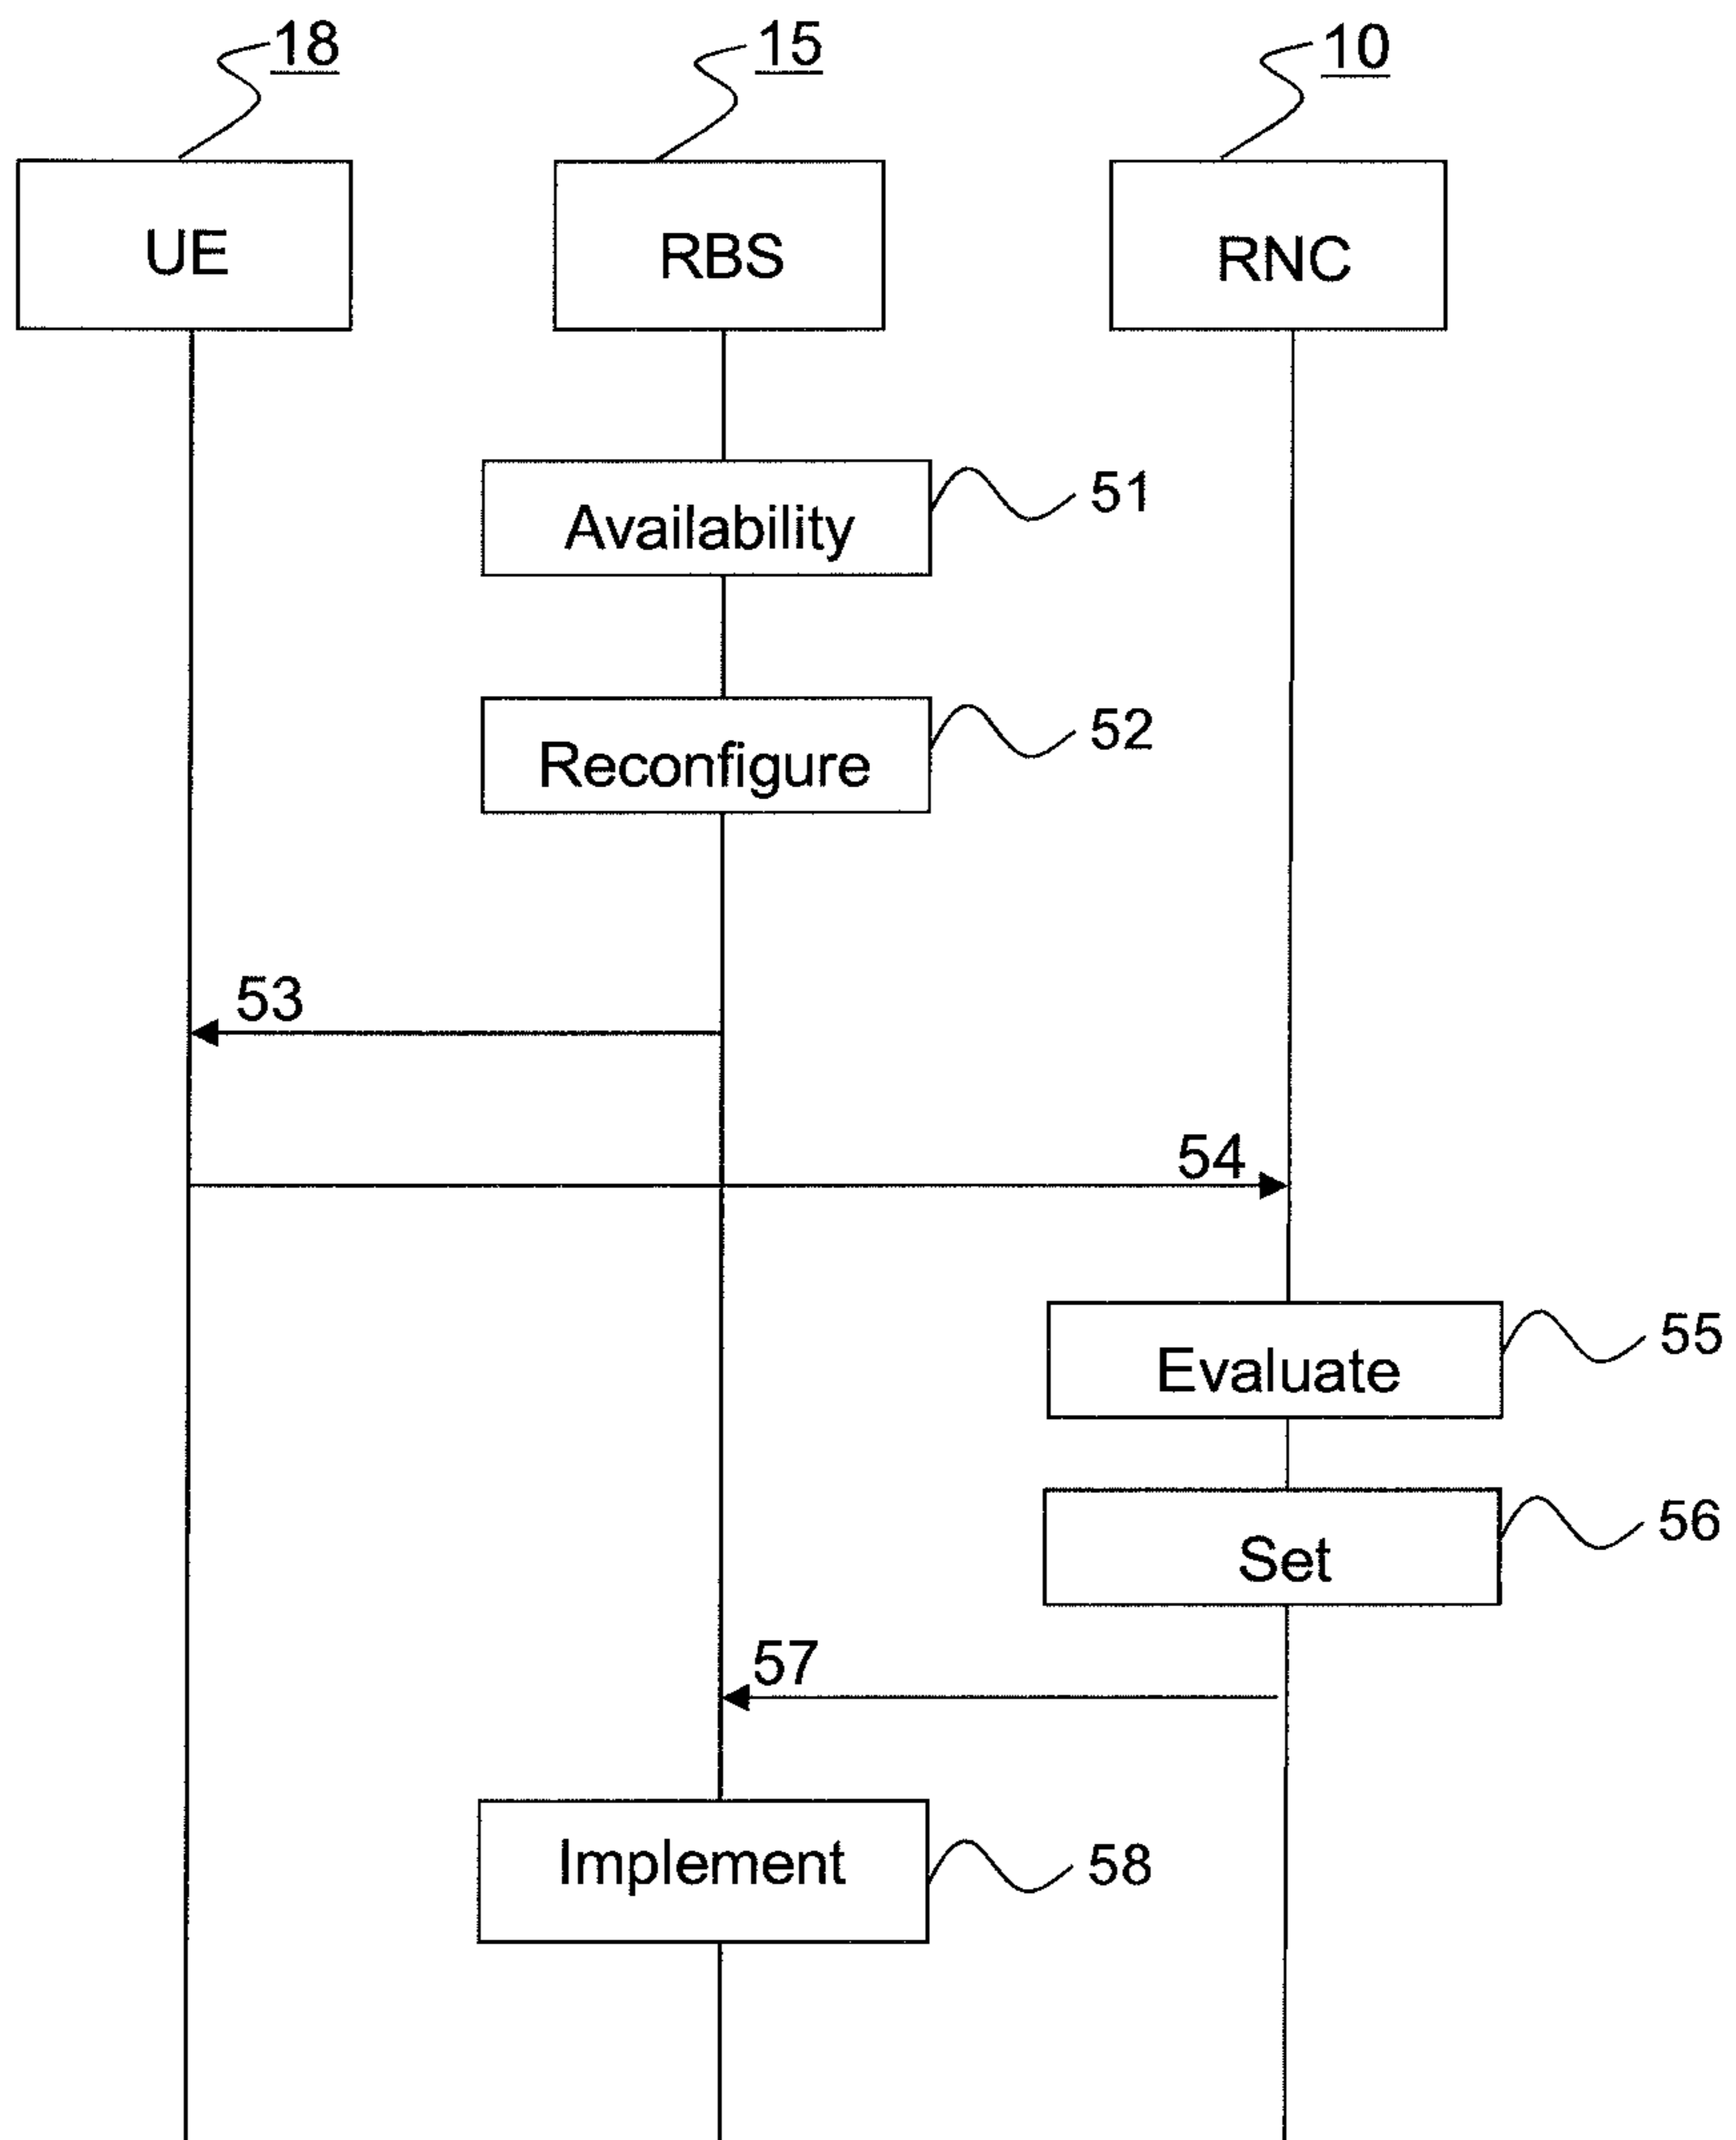 18
15
10
UE
RBS
RNC
51
Availability
52
Reconfigure
53
54
55
Evaluate
56
Set
57
Implement
58